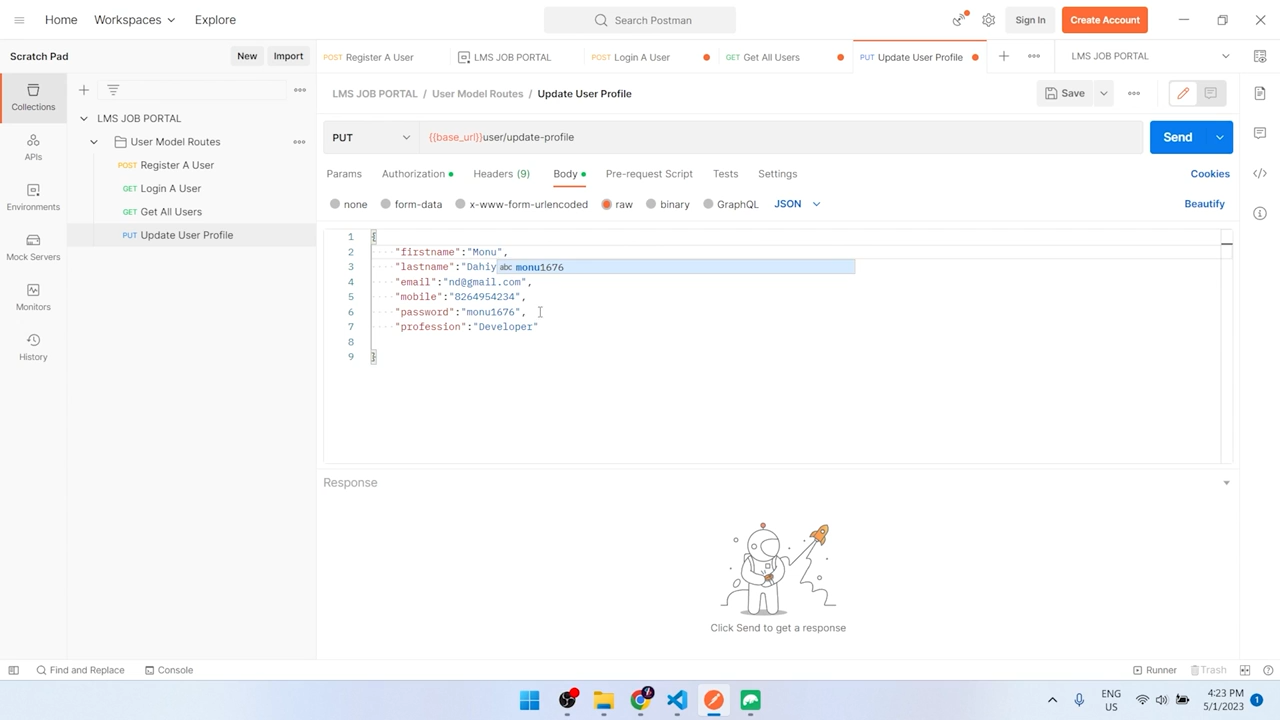 Home
Workspaces
Explore
Search Postman
Sign In
Create Account
Scratch Pad
New
Import
POST Register A User
LMS JOB PORTAL
POST Login A User
GET Get All Users
PUT Update User Profile
LMS JOB PORTAL
Collections
APIs
Environments
Mock Servers
Monitors
History
LMS JOB PORTAL
User Model Routes
POST Register A User
GET Login A User
GET Get All Users
PUT Update User Profile
LMS JOB PORTAL / User Model Routes / Update User Profile
Save
PUT
{{base_url}}user/update-profile
Send
Params
Authorization
Headers (9)
Body
Pre-request Script
Tests
Settings
Cookies
none
form-data
x-www-form-urlencoded
raw
binary
GraphQL
JSON
Beautify
1 {
2 "firstname":"Monu",
3 "lastname":"Dahiy
abc monu1676
4 "email":"nd@gmail.com",
5 "mobile":"8264954234",
6 "password":"monu1676",
7 "profession":"Developer"
8
9 }
Response
Click Send to get a response
Find and Replace
Console
Runner
Trash
ENG
US
4:23 PM
5/1/2023
1